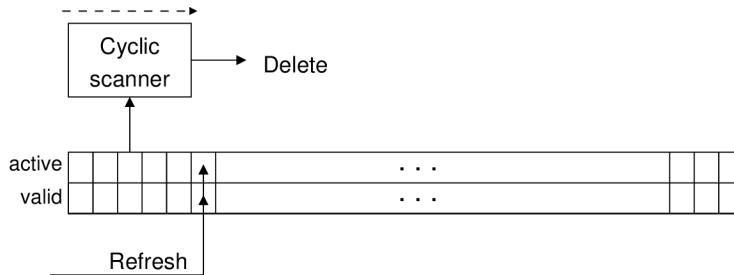 Cyclic
scanner
Delete
active
. . .
valid
. . .
Refresh